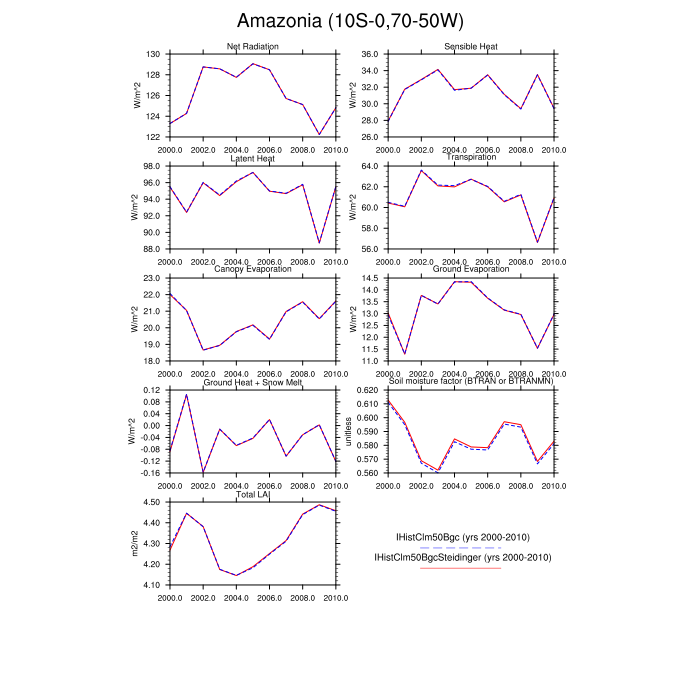 Amazonia (10S-0,70-50W)
Net Radiation
W/m^2
130
128
126
124
122
2000.0 2002.0 2004.0 2006.0 2008.0 2010.0
Sensible Heat
W/m^2
36.0
34.0
32.0
30.0
28.0
26.0
2000.0 2002.0 2004.0 2006.0 2008.0 2010.0
Latent Heat
W/m^2
98.0
96.0
94.0
92.0
90.0
88.0
2000.0 2002.0 2004.0 2006.0 2008.0 2010.0
Transpiration
W/m^2
64.0
62.0
60.0
58.0
56.0
2000.0 2002.0 2004.0 2006.0 2008.0 2010.0
Canopy Evaporation
W/m^2
23.0
22.0
21.0
20.0
19.0
18.0
2000.0 2002.0 2004.0 2006.0 2008.0 2010.0
Ground Evaporation
W/m^2
14.5
14.0
13.5
13.0
12.5
12.0
11.5
11.0
2000.0 2002.0 2004.0 2006.0 2008.0 2010.0
Ground Heat + Snow Melt
W/m^2
0.12
0.08
0.04
0.00
-0.04
-0.08
-0.12
-0.16
2000.0 2002.0 2004.0 2006.0 2008.0 2010.0
Soil moisture factor (BTRAN or BTRANMN)
unitless
0.620
0.610
0.600
0.590
0.580
0.570
0.560
2000.0 2002.0 2004.0 2006.0 2008.0 2010.0
Total LAI
m2/m2
4.50
4.40
4.30
4.20
4.10
2000.0 2002.0 2004.0 2006.0 2008.0 2010.0
IHistClm50Bgc (yrs 2000-2010)
IHistClm50BgcSteidinger (yrs 2000-2010)